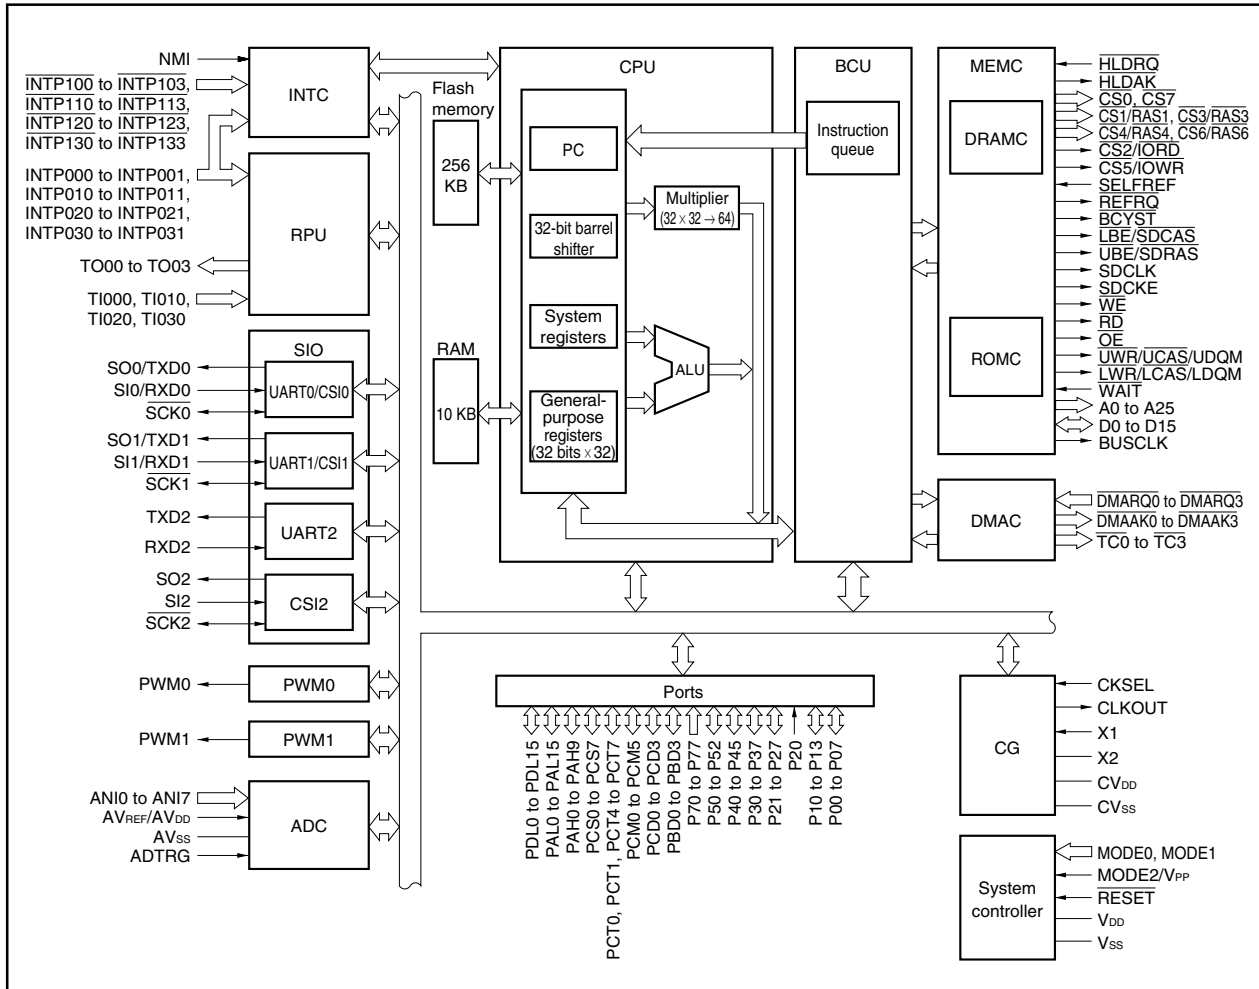 NMI
INTP100 to INTP103,
INTP110 to INTP113,
INTP120 to INTP123,
INTP130 to INTP133
INTP000 to INTP001,
INTP010 to INTP011,
INTP020 to INTP021,
INTP030 to INTP031
TO00 to TO03
TI000, TI010,
TI020, TI030
SO0/TXD0
SI0/RXD0
SCK0
SO1/TXD1
SI1/RXD1
SCK1
TXD2
RXD2
SO2
SI2
SCK2
PWM0
PWM1
ANI0 to ANI7
AVREF/AVDD
AVSS
ADTRG
INTC
RPU
SIO
UART0/CSI0
UART1/CSI1
UART2
CSI2
PWM0
PWM1
ADC
Flash
memory
256
KB
RAM
10 KB
CPU
PC
32-bit barrel
shifter
System
registers
General-
purpose
registers
(32 bits × 32)
Multiplier
(32 × 32 → 64)
ALU
BCU
Instruction
queue
MEMC
DRAMC
ROMC
DMAC
HLDRQ
HLDAK
CS0, CS7
CS1/RAS1, CS3/RAS3
CS4/RAS4, CS6/RAS6
CS2/IORD
CS5/IOWR
SELFREF
REFRQ
BCYST
LBE/SDCAS
UBE/SDRAS
SDCLK
SDCKE
WE
RD
OE
UWR/UCAS/UDQM
LWR/LCAS/LDQM
WAIT
A0 to A25
D0 to D15
BUSCLK
DMARQ0 to DMARQ3
DMAAK0 to DMAAK3
TC0 to TC3
Ports
PDL0 to PDL15
PAL0 to PAL15
PAH0 to PAH9
PCS0 to PCS7
PCT0, PCT1, PCT4 to PCT7
PCM0 to PCM5
PCD0 to PCD3
PBD0 to PBD3
P70 to P77
P50 to P52
P40 to P45
P30 to P37
P21 to P27
P20
P10 to P13
P00 to P07
CG
CKSEL
CLKOUT
X1
X2
CVDD
CVSS
System
controller
MODE0, MODE1
MODE2/VPP
RESET
VDD
VSS